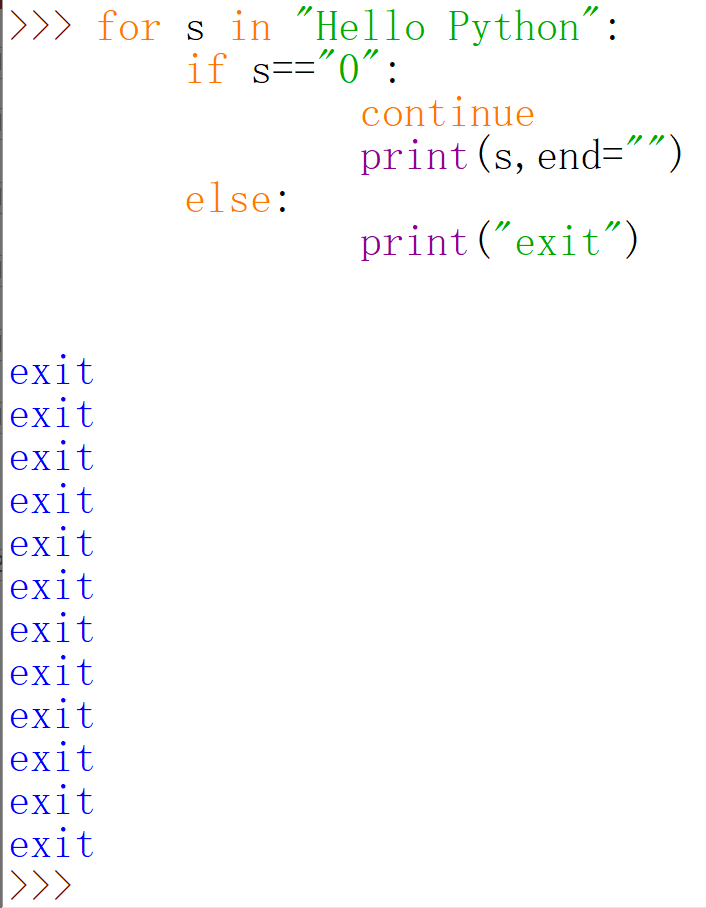 >>> for s in "Hello Python":
if s=="O":
continue
print(s,end="")
else:
print("exit")
exit
exit
exit
exit
exit
exit
exit
exit
exit
exit
exit
exit
>>>